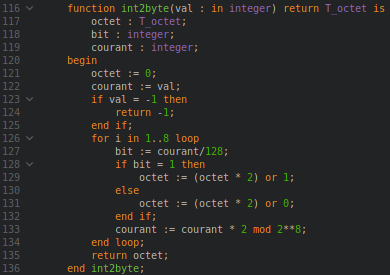 116 function int2byte(val : in integer) return T_octet is
117 octet : T_octet;
118 bit : integer;
119 courant : integer;
120 begin
121 octet := 0;
122 courant := val;
123 if val = -1 then
124 return -1;
125 end if;
126 for i in 1..8 loop
127 bit := courant/128;
128 if bit = 1 then
129 octet := (octet * 2) or 1;
130 else
131 octet := (octet * 2) or 0;
132 end if;
133 courant := courant * 2 mod 2**8;
134 end loop;
135 return octet;
136 end int2byte;